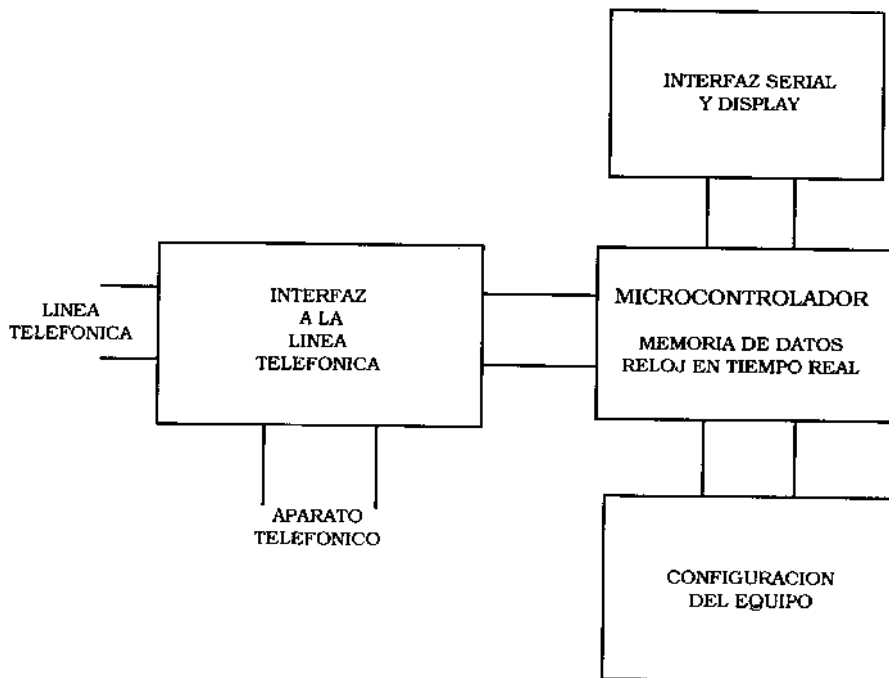 INTERFAZ SERIAL
Y DISPLAY
LINEA
TELEFONICA
INTERFAZ
A LA
LINEA
TELEFONICA
MICROCONTROLADOR
MEMORIA DE DATOS
RELOJ EN TIEMPO REAL
APARATO
TELEFONICO
CONFIGURACION
DEL EQUIPO